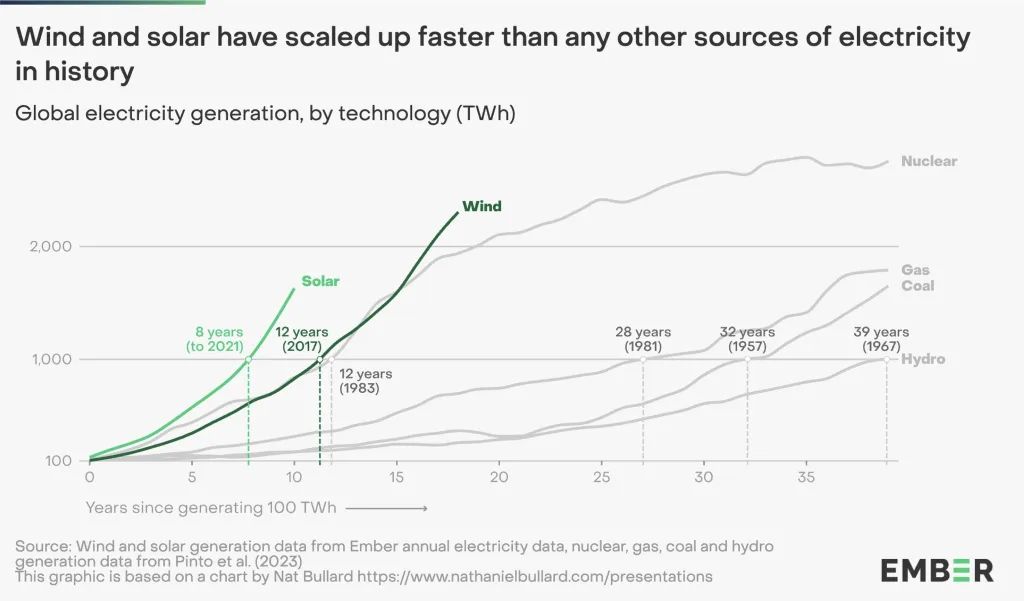 Wind and solar have scaled up faster than any other sources of electricity
in history
Global electricity generation, by technology (TWh)
Nuclear
Wind
2,000
Solar
Gas
Coal
8 years
(to 2021)
12 years
(2017)
28 years
(1981)
32 years
(1957)
39 years
(1967)
1,000
Hydro
12 years
(1983)
100
0 5 10 15 20 25 30 35
Years since generating 100 TWh
Source: Wind and solar generation data from Ember annual electricity data, nuclear, gas, coal and hydro
generation data from Pinto et al. (2023)
This graphic is based on a chart by Nat Bullard https://www.nathanielbullard.com/presentations
EMBER